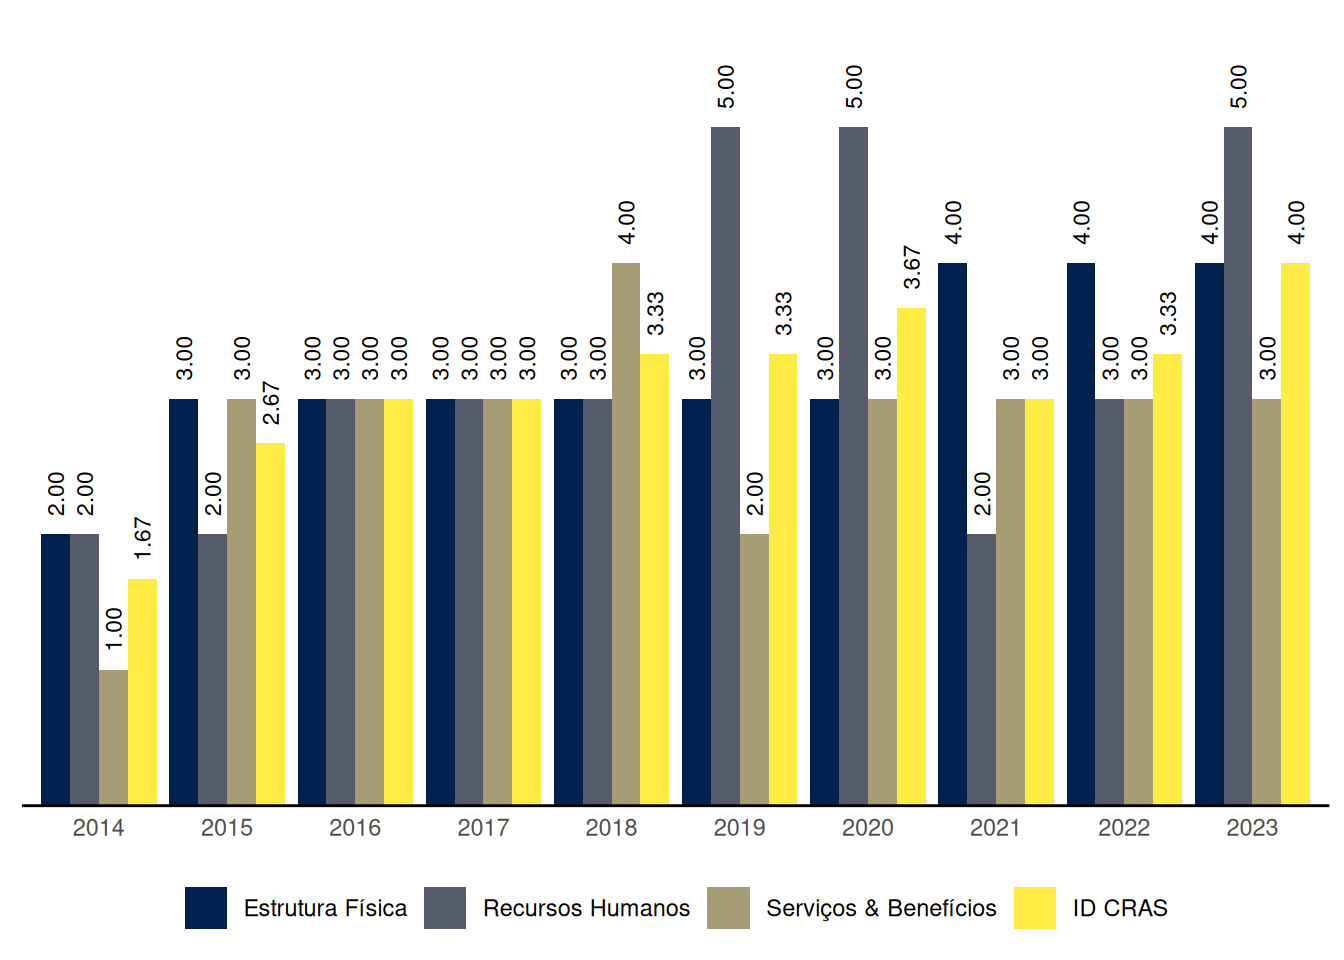 5.00 5.00 5.00
4.00 4.00 4.00 4.00 4.00
3.67
3.33 3.33 3.33
3.00 3.00 3.00 3.00 3.00 3.00 3.00 3.00 3.00 3.00 3.00 3.00 3.00 3.00 3.00 3.00 3.00 3.00 3.00 3.00
2.67
2.00 2.00 2.00 2.00 2.00
1.67
1.00
2014 2015 2016 2017 2018 2019 2020 2021 2022 2023
Estrutura Física Recursos Humanos Serviços & Benefícios ID CRAS